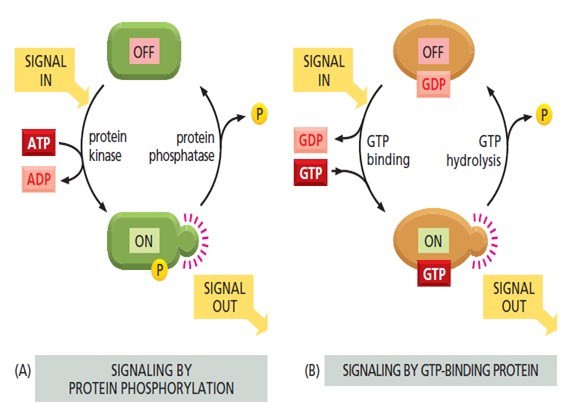 SIGNAL
IN
OFF
ATP
ADP
protein
kinase
protein
phosphatase
P
ON
P
SIGNAL
OUT
(A)
SIGNALING BY
PROTEIN PHOSPHORYLATION
SIGNAL
IN
OFF
GDP
GDP
GTP
GTP
binding
GTP
hydrolysis
P
ON
GTP
SIGNAL
OUT
(B)
SIGNALING BY GTP-BINDING PROTEIN